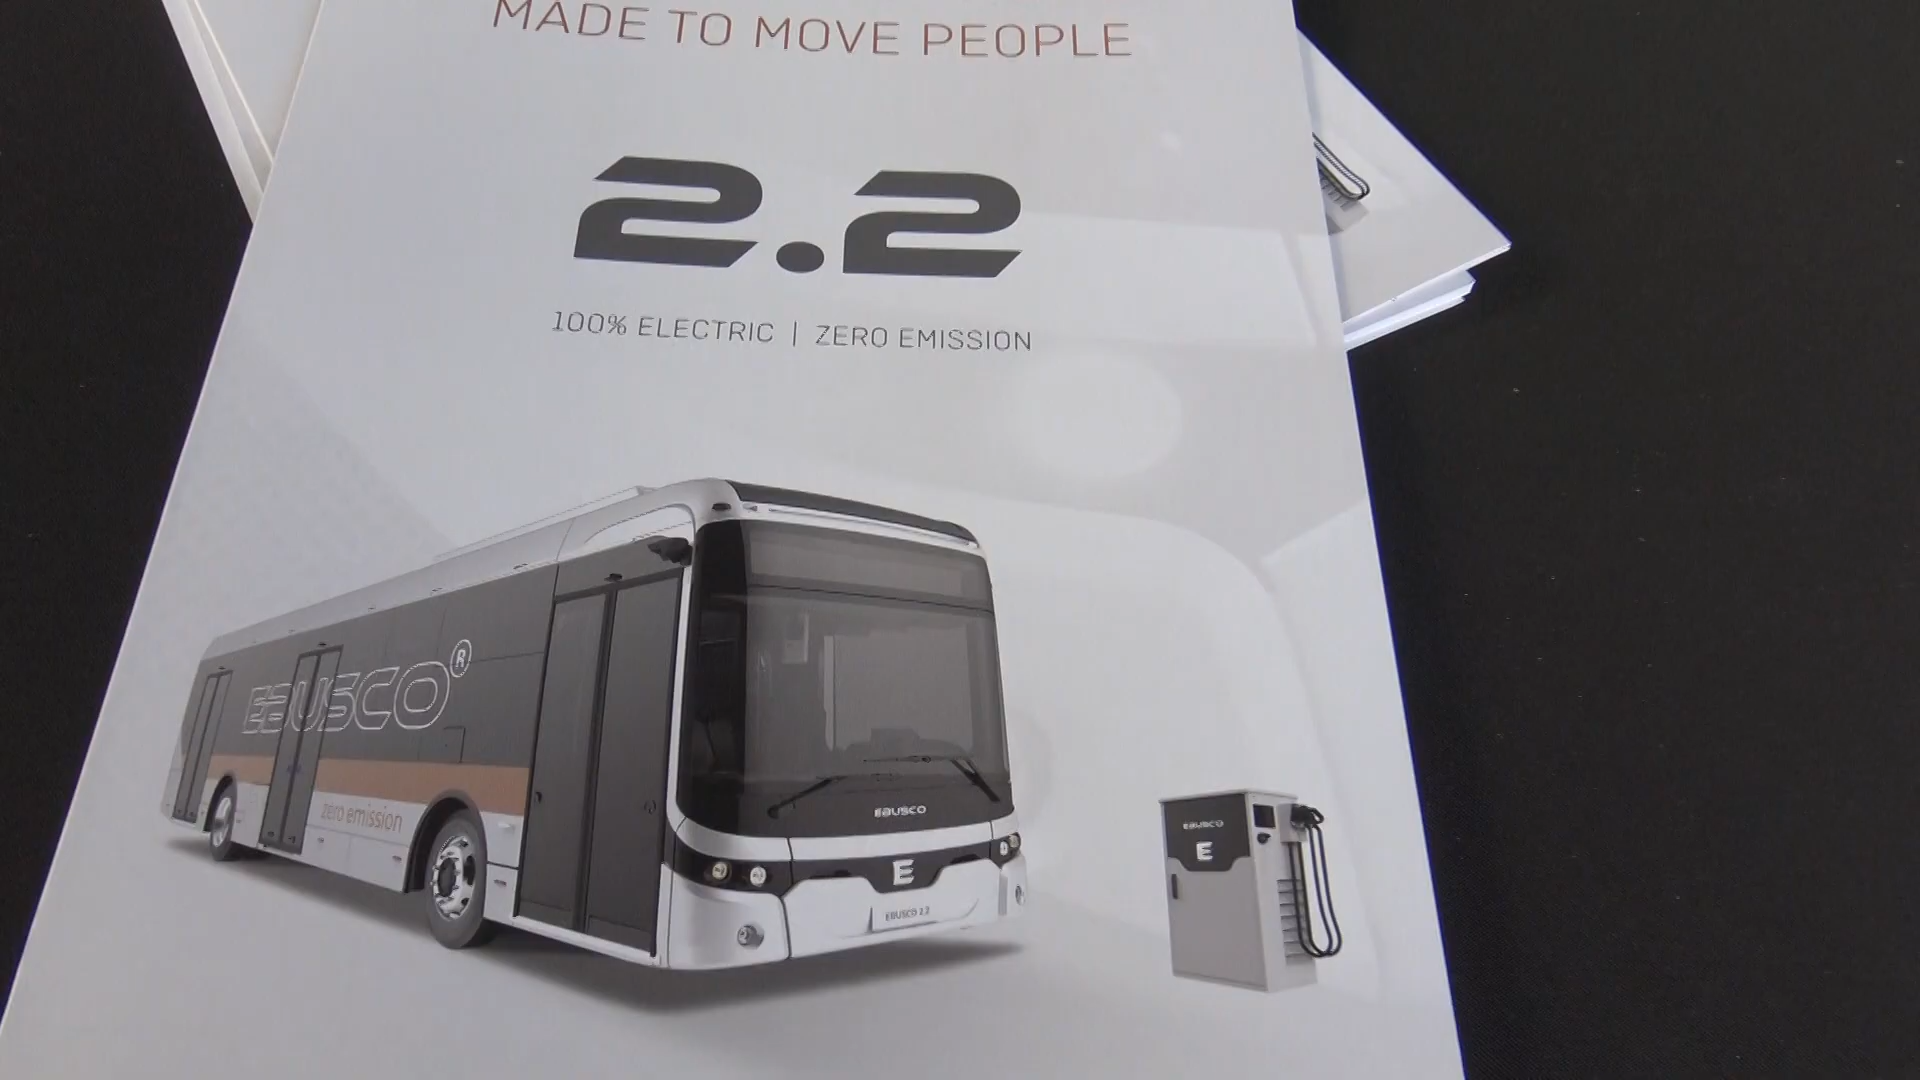 MADE TO MOVE PEOPLE
2.2
100% ELECTRIC | ZERO EMISSION
EBUSCO®
zero emission
EBUSCO
E
EBUSCO 2.2
EBUSCO
E